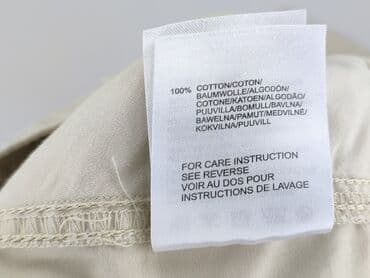 100% COTTON/COTON/
BAUMWOLLE/ALGODÓN/
COTONE/KATOEN/ALGODÃO/
PUUVILLA/BOMULL/BAVLNA/
BAWEŁNA/PAMUT/MEDVILNĖ/
KOKVILNA/PUUVILL
FOR CARE INSTRUCTION
SEE REVERSE
VOIR AU DOS POUR
INSTRUCTIONS DE LAVAGE